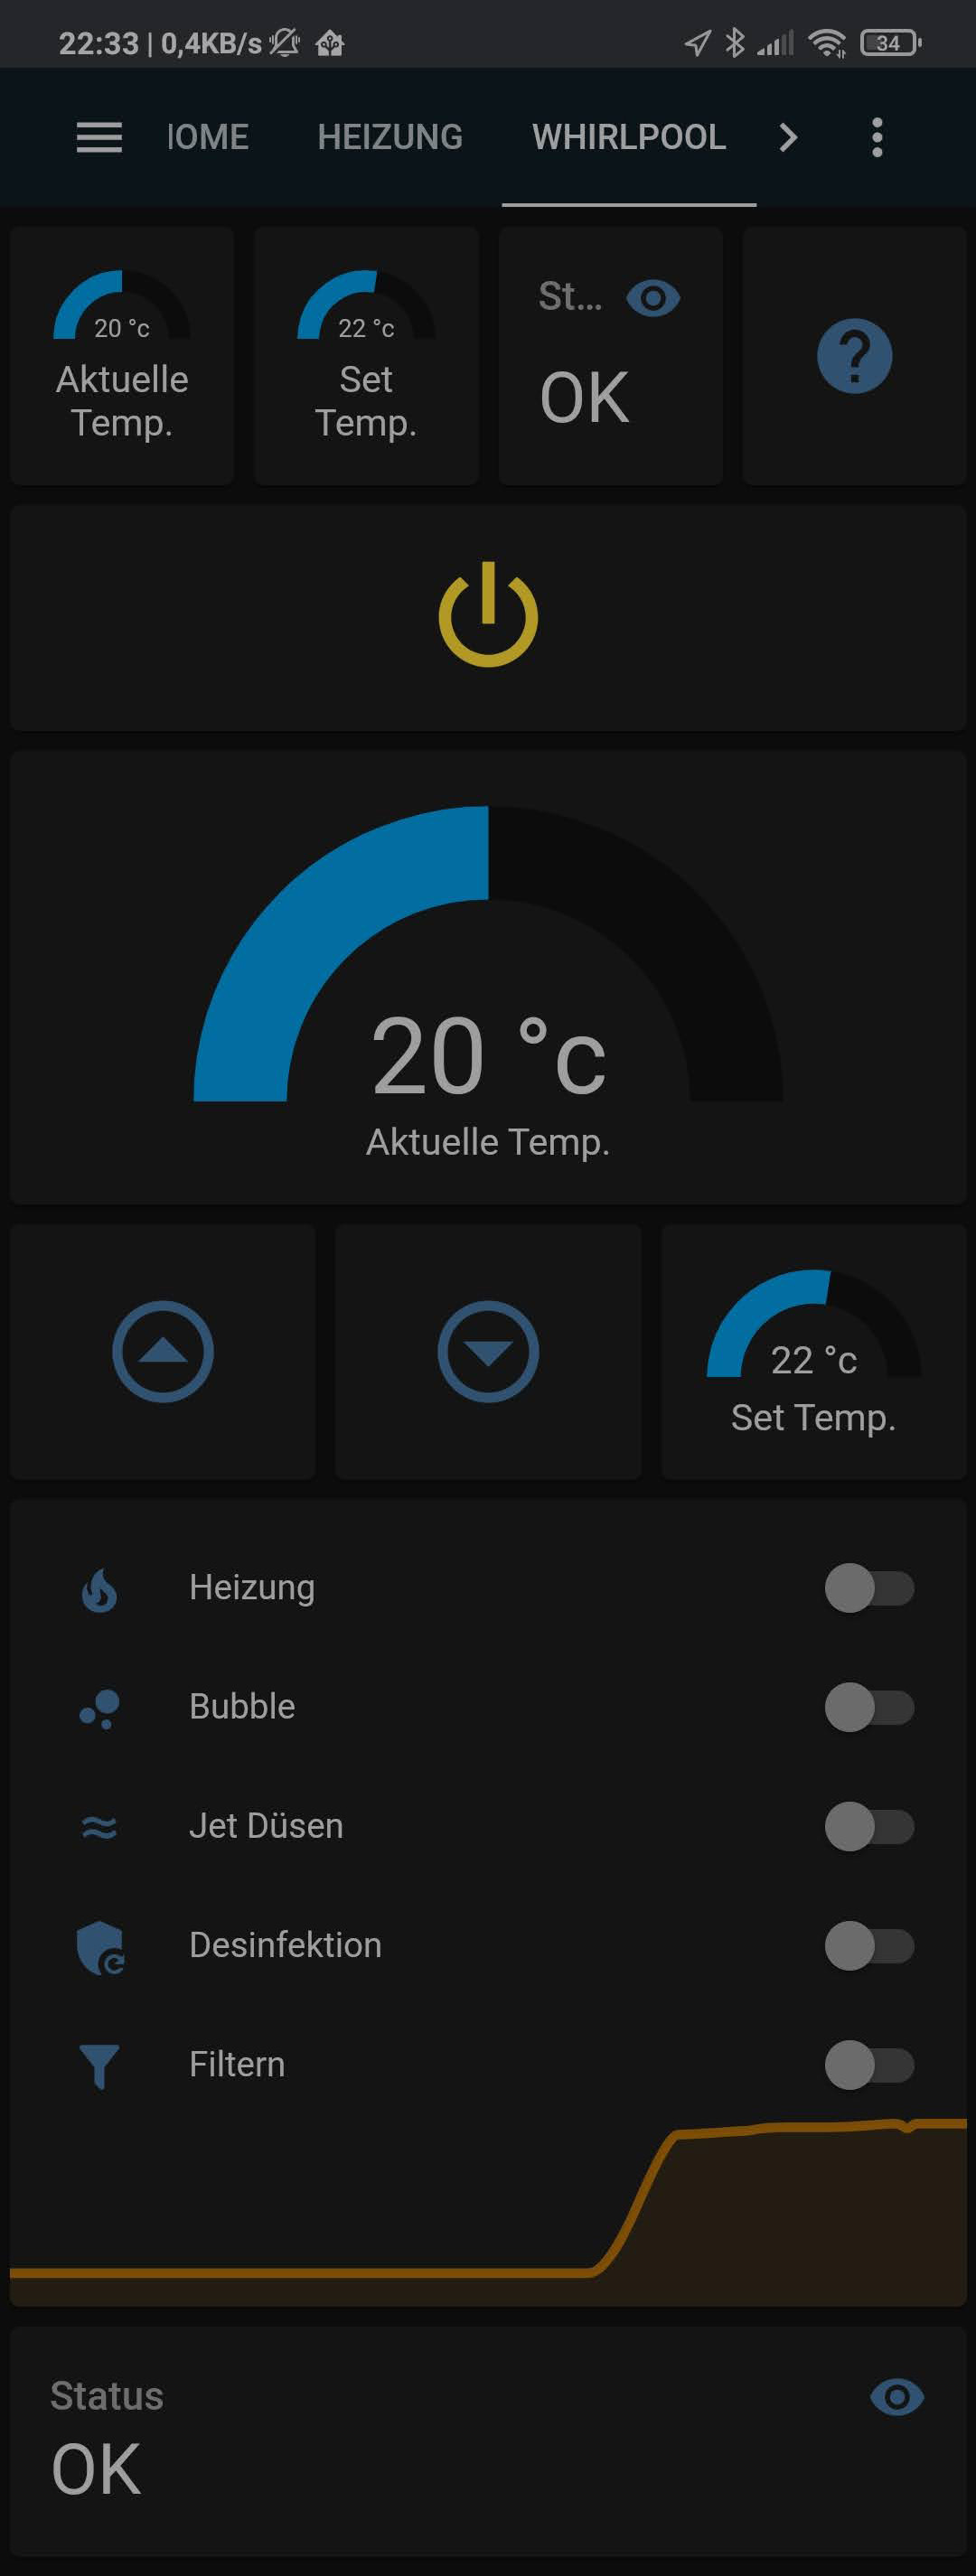 22:33 | 0,4KB/s
34
IOME HEIZUNG WHIRLPOOL
20 °c
Aktuelle
Temp.
22 °c
Set
Temp.
St...
OK
?
20 °c
Aktuelle Temp.
22 °c
Set Temp.
Heizung
Bubble
Jet Düsen
Desinfektion
Filtern
Status
OK